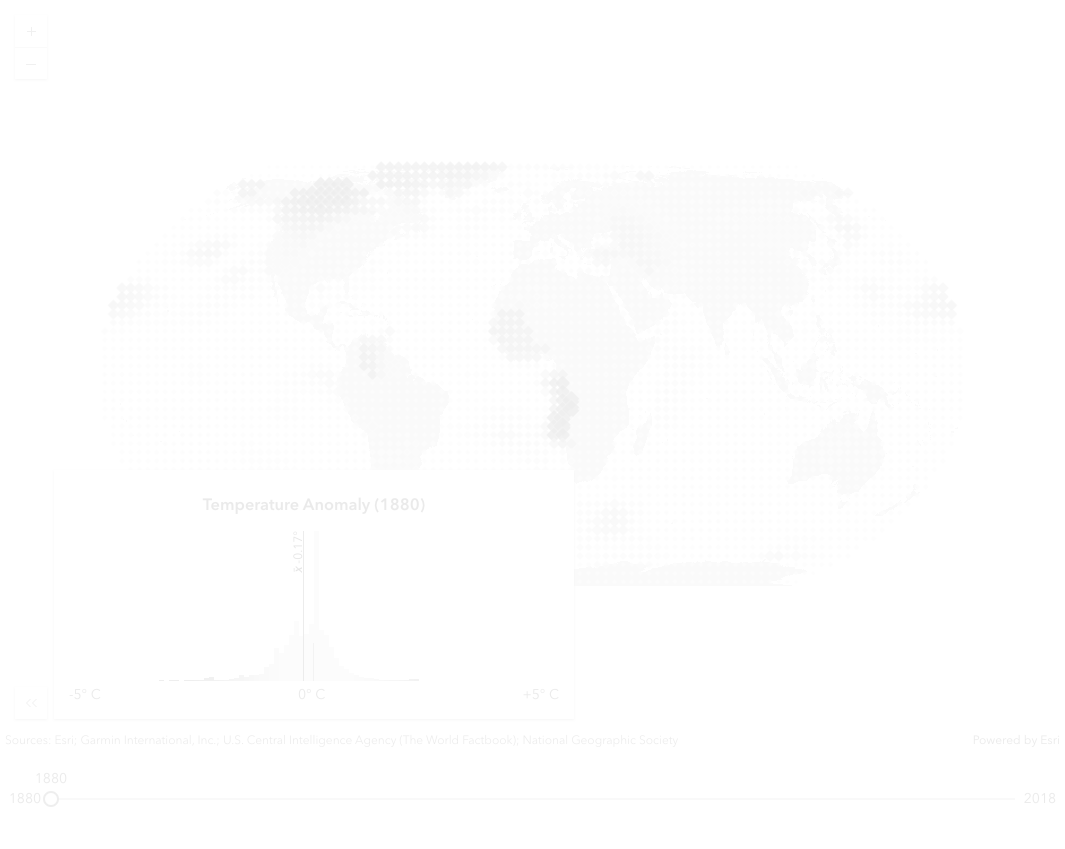 +
−
Temperature Anomaly (1880)
x̄ -0.17°
-5° C
0° C
+5° C
Sources: Esri; Garmin International, Inc.; U.S. Central Intelligence Agency (The World Factbook); National Geographic Society
Powered by Esri
1880
1880
2018